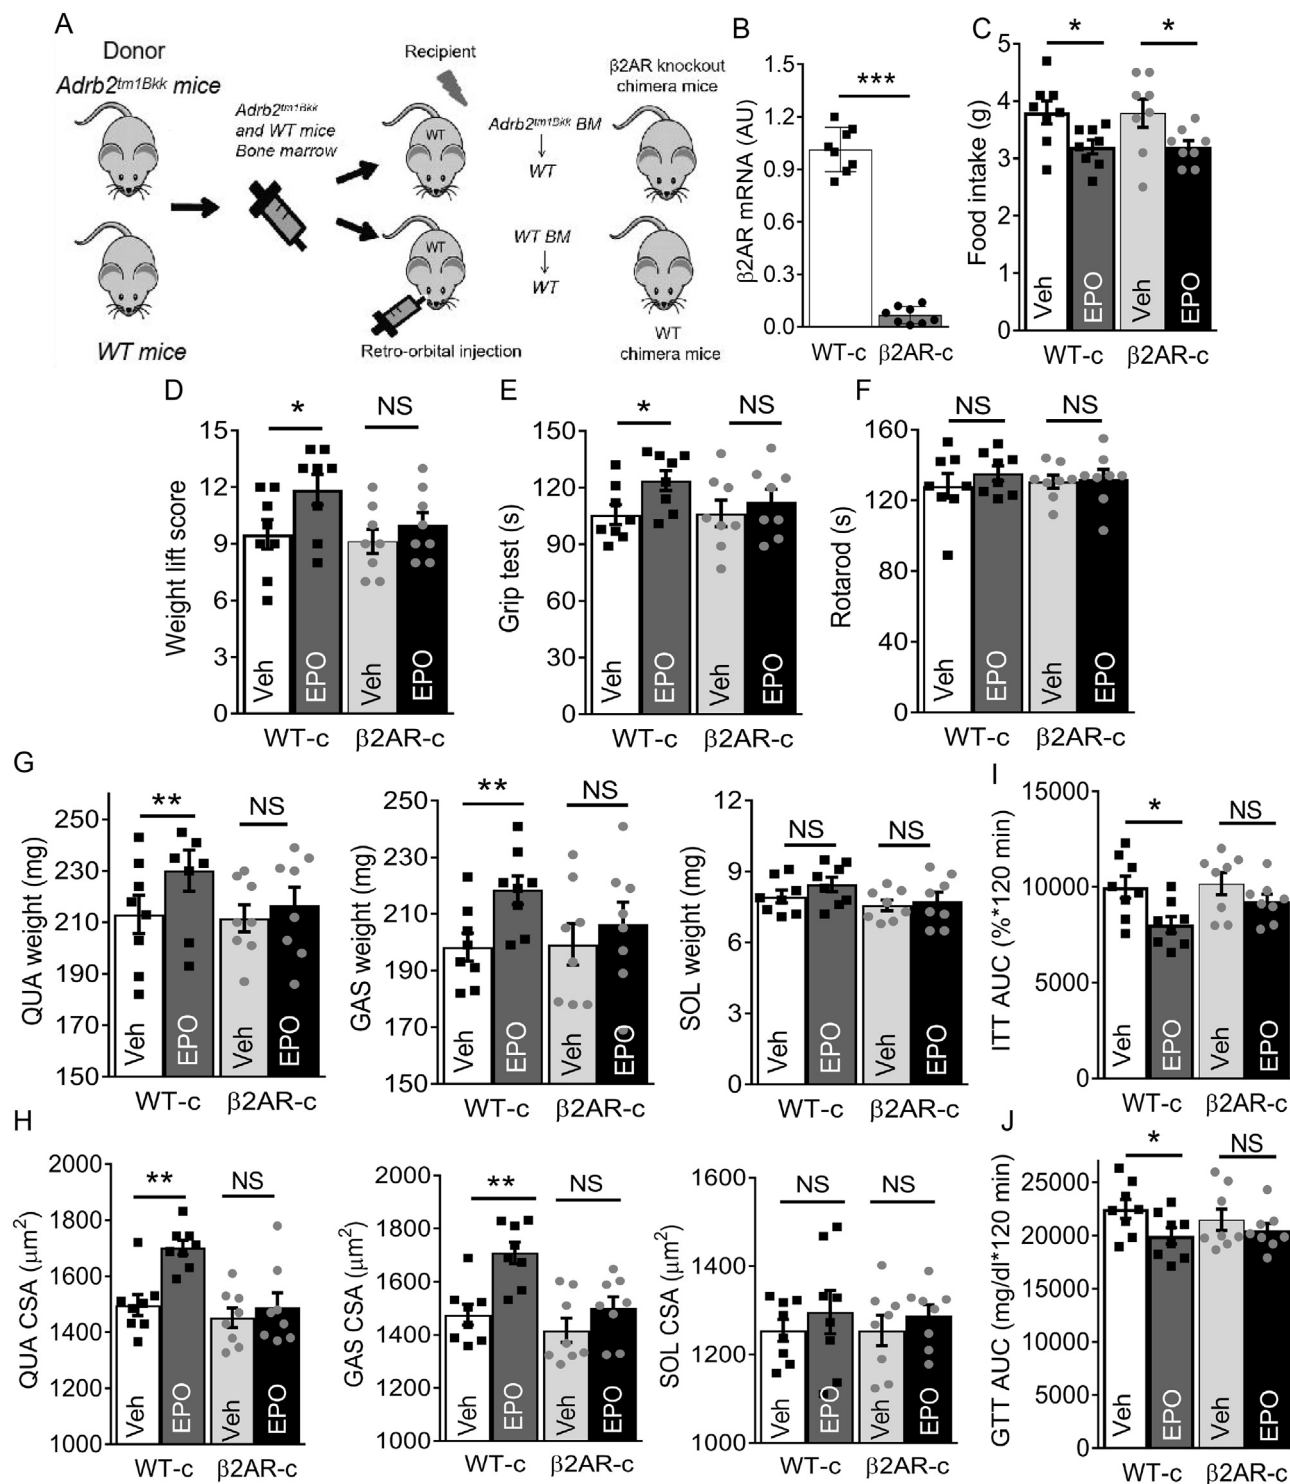 A
Donor
Adrb2tm1Bkk mice
WT mice
Adrb2tm1Bkk
and WT mice
Bone marrow
Recipient
WT
WT
Retro-orbital injection
Adrb2tm1Bkk BM
WT
WT BM
WT
β2AR knockout
chimera mice
WT
chimera mice
B
β2AR mRNA (AU)
1.5
1.2
0.9
0.6
0.3
0.0
***
WT-c β2AR-c
C
Food intake (g)
5
4
3
2
1
0
* *
Veh EPO Veh EPO
WT-c β2AR-c
D
Weight lift score
15
12
9
6
3
0
* NS
Veh EPO Veh EPO
WT-c β2AR-c
E
Grip test (s)
150
120
90
60
30
0
* NS
Veh EPO Veh EPO
WT-c β2AR-c
F
Rotarod (s)
160
120
80
40
0
NS NS
Veh EPO Veh EPO
WT-c β2AR-c
G
QUA weight (mg)
250
230
210
190
170
150
** NS
Veh EPO Veh EPO
WT-c β2AR-c
GAS weight (mg)
250
230
210
190
170
150
** NS
Veh EPO Veh EPO
WT-c β2AR-c
SOL weight (mg)
12
9
6
3
0
NS NS
Veh EPO Veh EPO
WT-c β2AR-c
H
QUA CSA (μm2)
2000
1800
1600
1400
1200
1000
** NS
Veh EPO Veh EPO
WT-c β2AR-c
GAS CSA (μm2)
2000
1800
1600
1400
1200
1000
** NS
Veh EPO Veh EPO
WT-c β2AR-c
SOL CSA (μm2)
1600
1400
1200
1000
NS NS
Veh EPO Veh EPO
WT-c β2AR-c
I
ITT AUC (%*120 min)
15000
10000
5000
0
* NS
Veh EPO Veh EPO
WT-c β2AR-c
J
GTT AUC (mg/dl*120 min)
25000
20000
15000
10000
5000
0
* NS
Veh EPO Veh EPO
WT-c β2AR-c